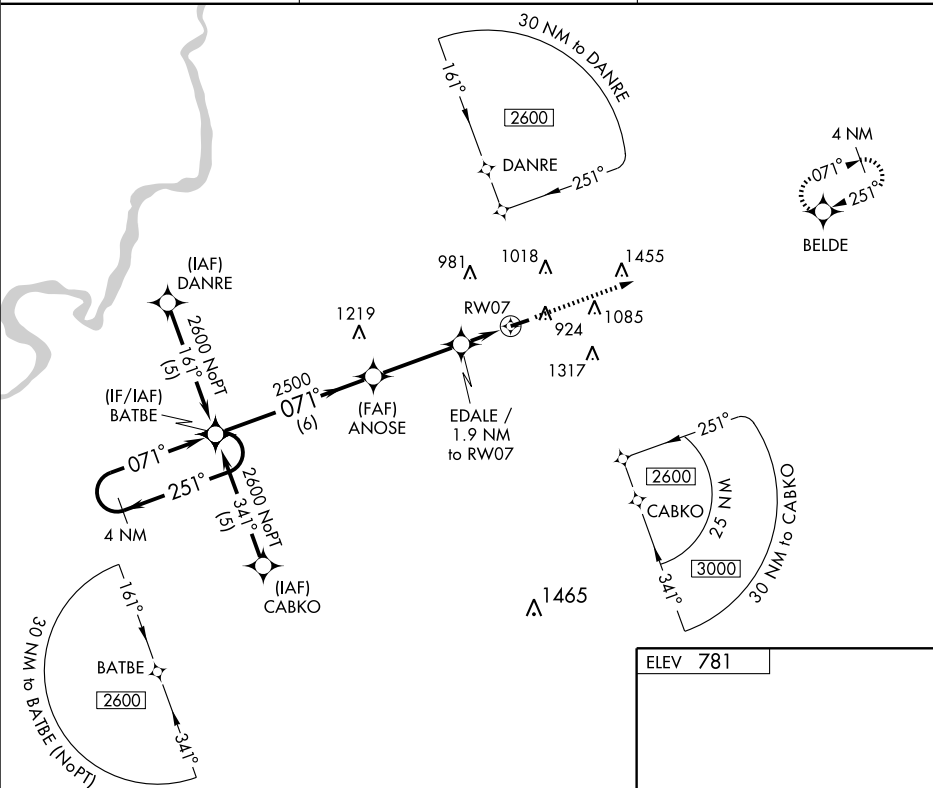 30 NM to DANRE
161°
2600
DANRE
251°
4 NM
071°
251°
BELDE
(IAF)
DANRE
2600 NoPT
161°
(5)
981
1018
1455
1219
RW07
924
1085
1317
(IF/IAF)
BATBE
2500
071°
(6)
(FAF)
ANOSE
EDALE /
1.9 NM
to RW07
071°
251°
4 NM
2600 NoPT
341°
(5)
(IAF)
CABKO
251°
2600
CABKO
25 NM
3000
341°
30 NM to CABKO
1465
161°
BATBE
2600
341°
30 NM to BATBE (NoPT)
ELEV 781